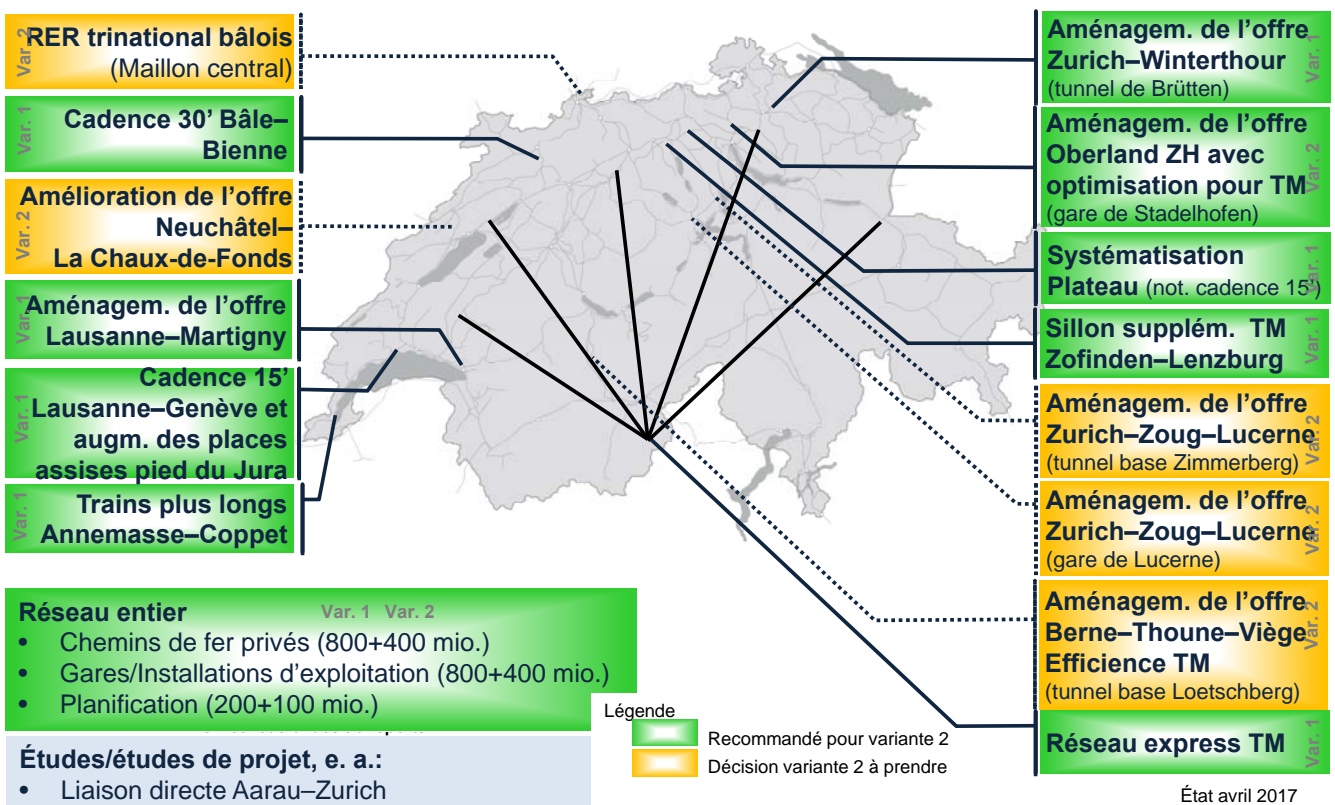 RER trinational bâlois
(Maillon central)
Var. 2
Cadence 30’ Bâle–
Bienne
Var. 1
Amélioration de l’offre
Neuchâtel–
La Chaux-de-Fonds
Var. 2
Aménagem. de l’offre
Lausanne–Martigny
Var. 1
Cadence 15’
Lausanne–Genève et
augm. des places
assises pied du Jura
Var. 1
Trains plus longs
Annemasse–Coppet
Var. 1
Aménagem. de l’offre
Zurich–Winterthour
(tunnel de Brütten)
Var. 1
Aménagem. de l’offre
Oberland ZH avec
optimisation pour TM
(gare de Stadelhofen)
Var. 2
Systématisation
Plateau (not. cadence 15’)
Var. 1
Sillon supplém. TM
Zofinden–Lenzburg
Var. 1
Aménagem. de l’offre
Zurich–Zoug–Lucerne
(tunnel base Zimmerberg)
Var. 2
Aménagem. de l’offre
Zurich–Zoug–Lucerne
(gare de Lucerne)
Var. 2
Aménagem. de l’offre
Berne–Thoune–Viège
Efficience TM
(tunnel base Loetschberg)
Var. 2
Réseau express TM
Var. 1
Réseau entier Var. 1 Var. 2
• Chemins de fer privés (800+400 mio.)
• Gares/Installations d’exploitation (800+400 mio.)
• Planification (200+100 mio.)
Études/études de projet, e. a.:
• Liaison directe Aarau–Zurich
Légende
Recommandé pour variante 2
Décision variante 2 à prendre
État avril 2017